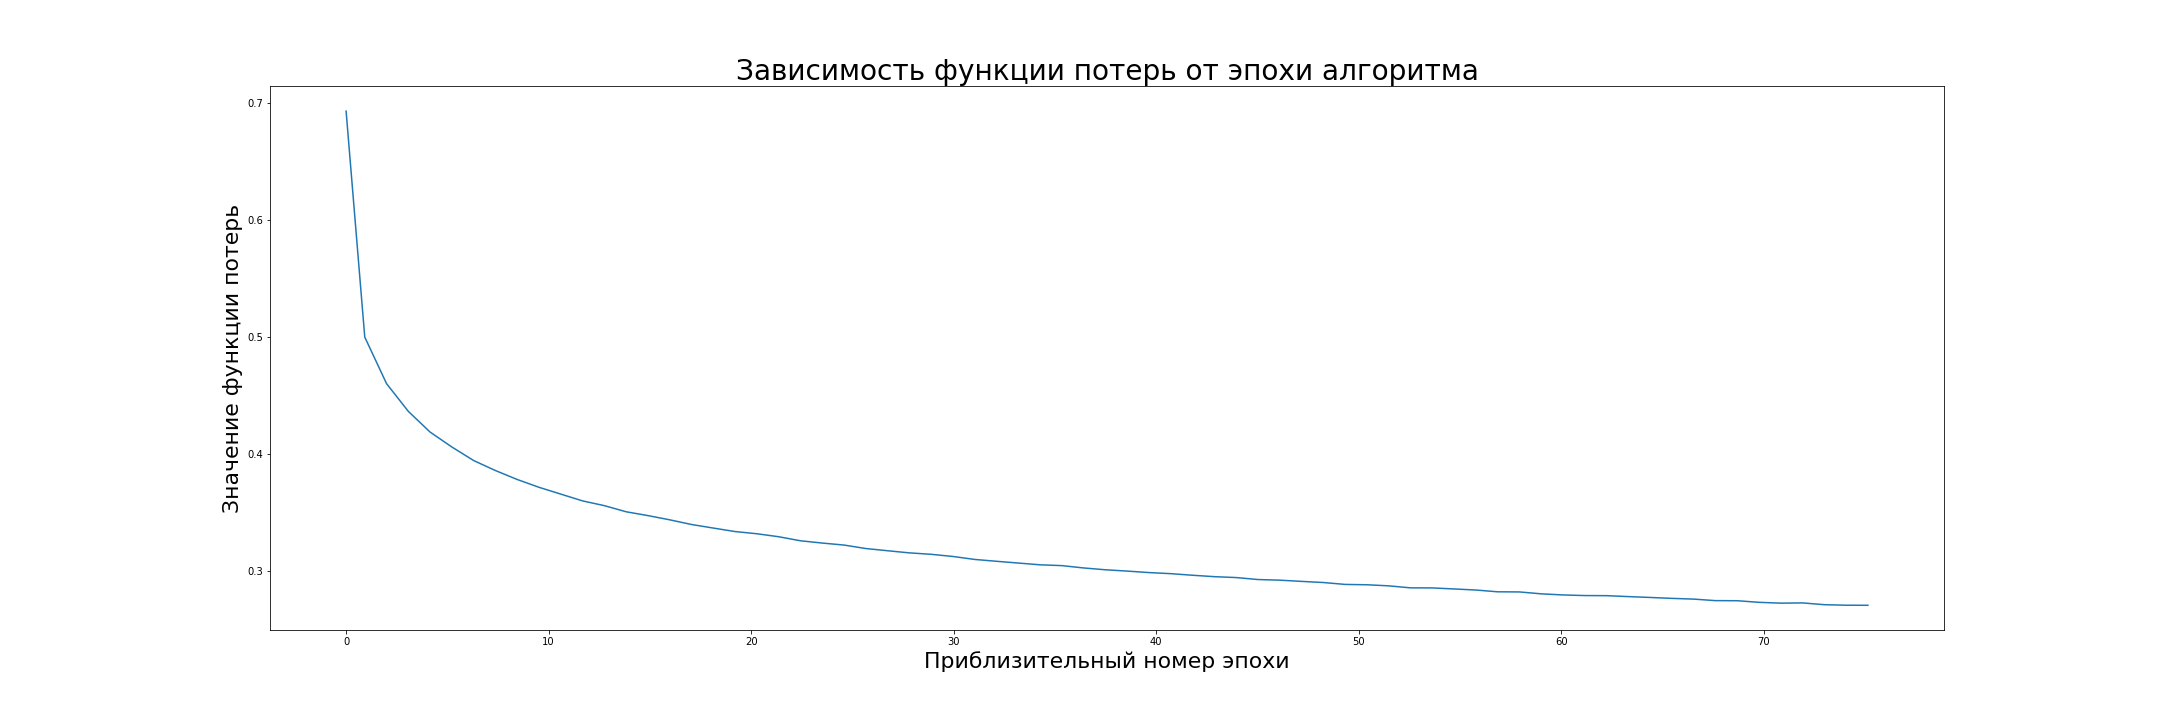 Зависимость функции потерь от эпохи алгоритма
Значение функции потерь
0.7
0.6
0.5
0.4
0.3
0 10 20 30 40 50 60 70
Приблизительный номер эпохи